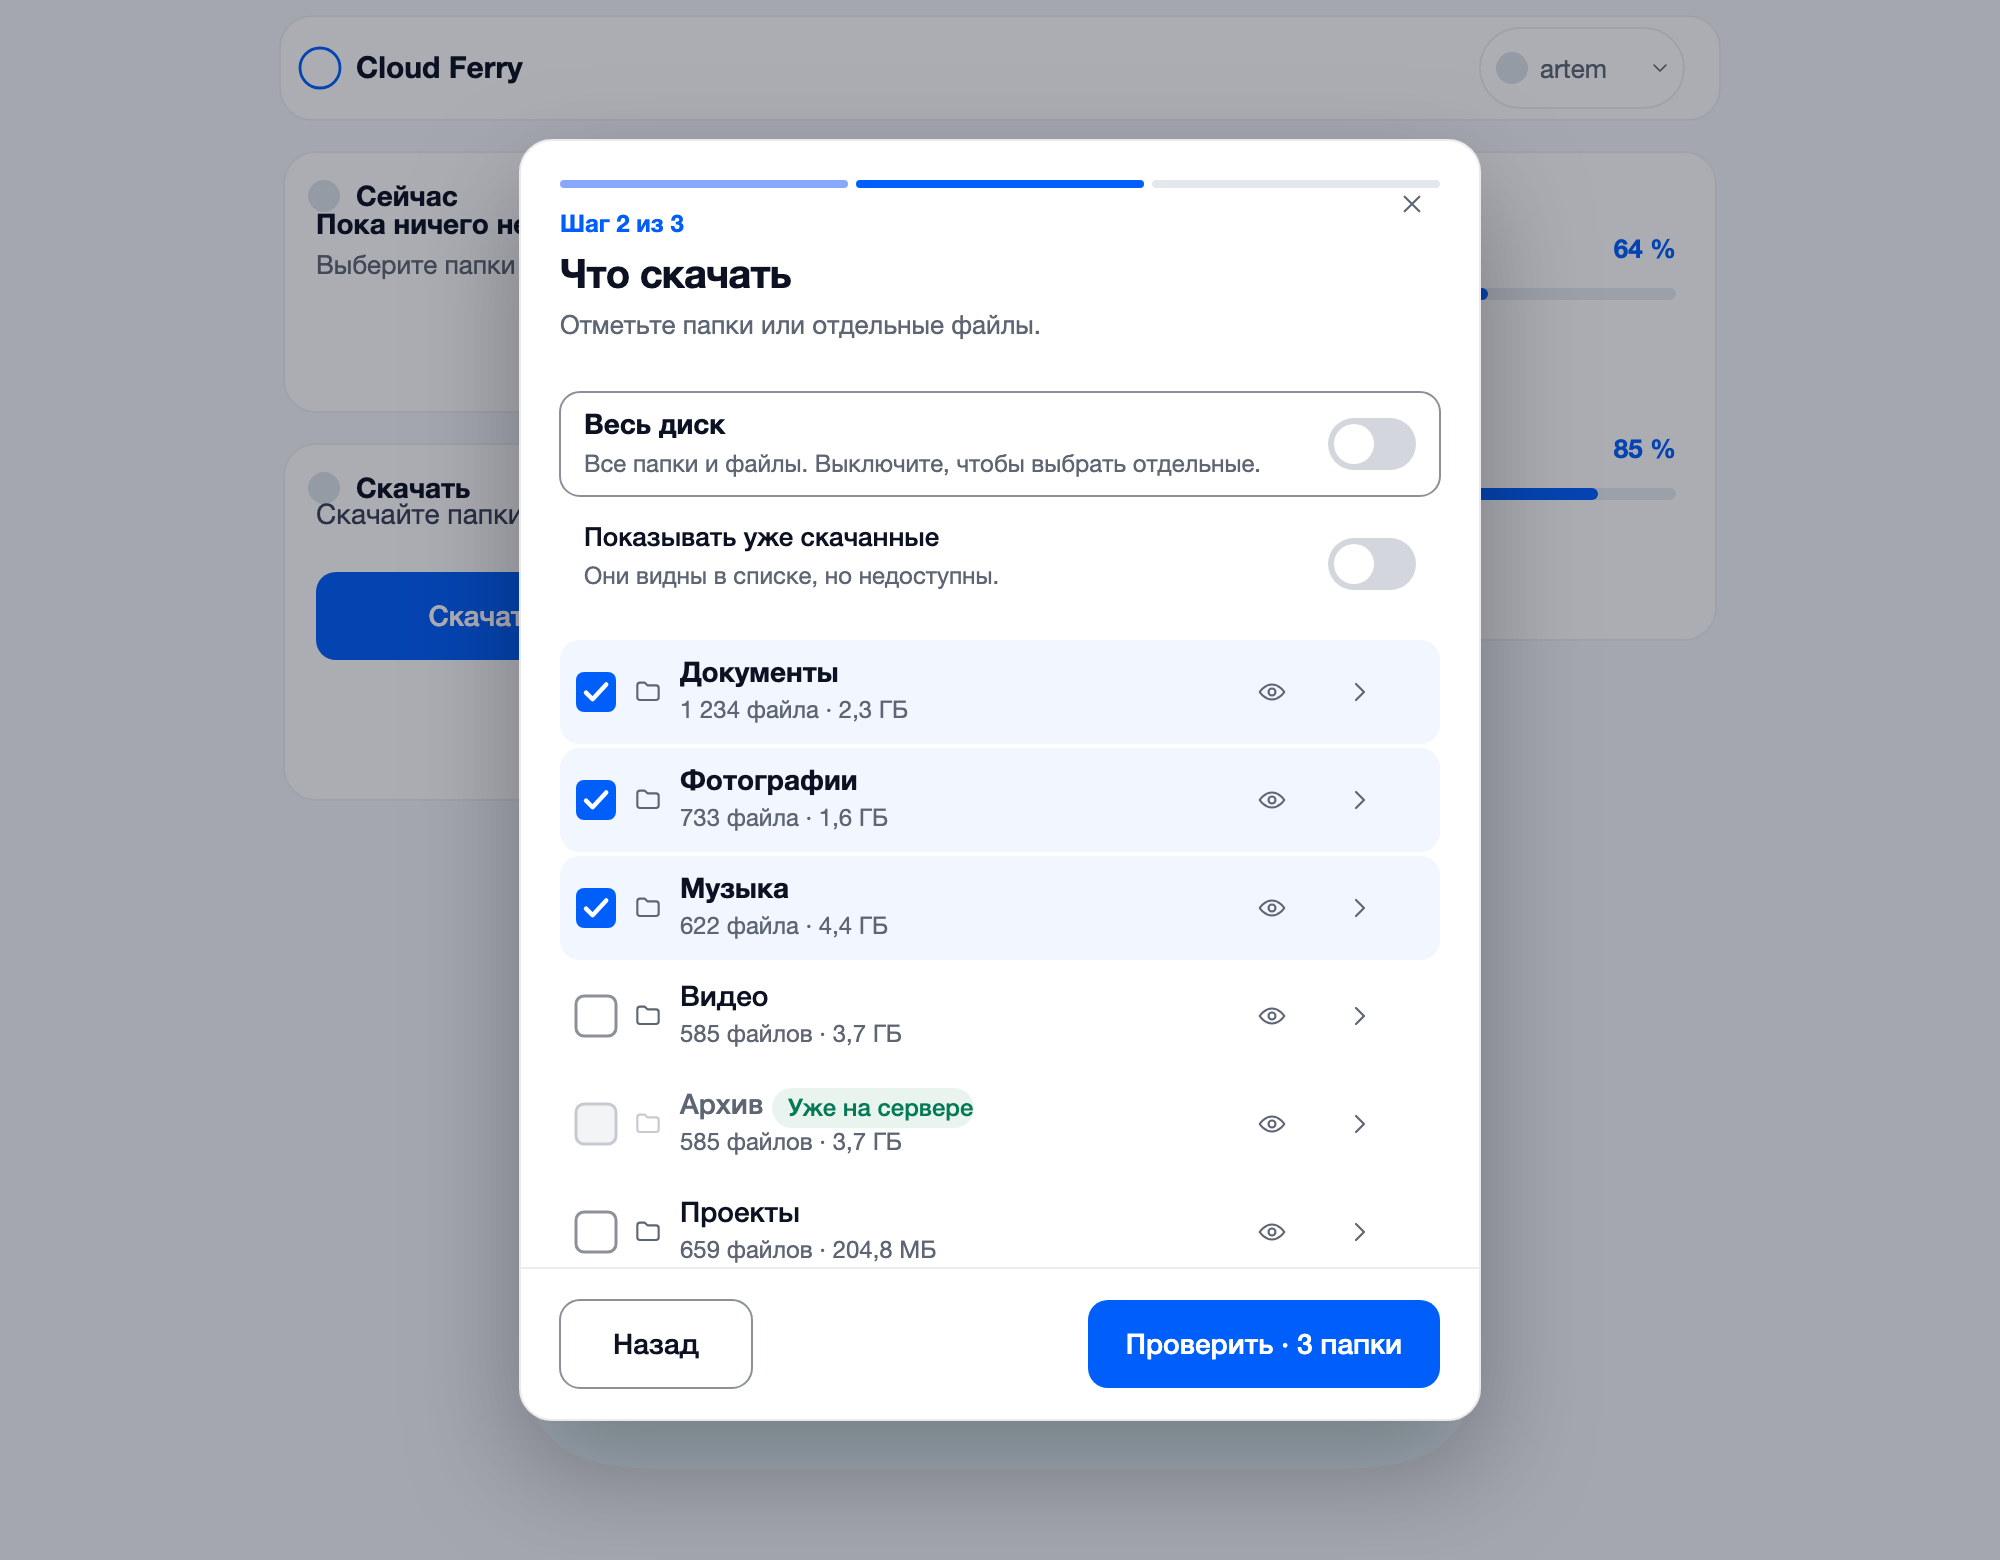 Cloud Ferry
artem
Сейчас
Пока ничего
Выберите папки
64 %
85 %
Скачать
Скачайте папки
Шаг 2 из 3
Что скачать
Отметьте папки или отдельные файлы.
Весь диск
Все папки и файлы. Выключите, чтобы выбрать отдельные.
Показывать уже скачанные
Они видны в списке, но недоступны.
Документы
1 234 файла · 2,3 ГБ
Фотографии
733 файла · 1,6 ГБ
Музыка
622 файла · 4,4 ГБ
Видео
585 файлов · 3,7 ГБ
Архив Уже на сервере
585 файлов · 3,7 ГБ
Проекты
659 файлов · 204,8 МБ
Назад
Проверить · 3 папки